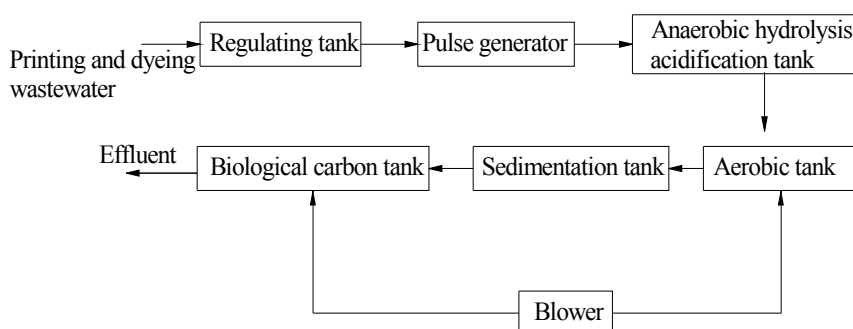 Printing and dyeing
wastewater
Regulating tank
Pulse generator
Anaerobic hydrolysis
acidification tank
Effluent
Biological carbon tank
Sedimentation tank
Aerobic tank
Blower